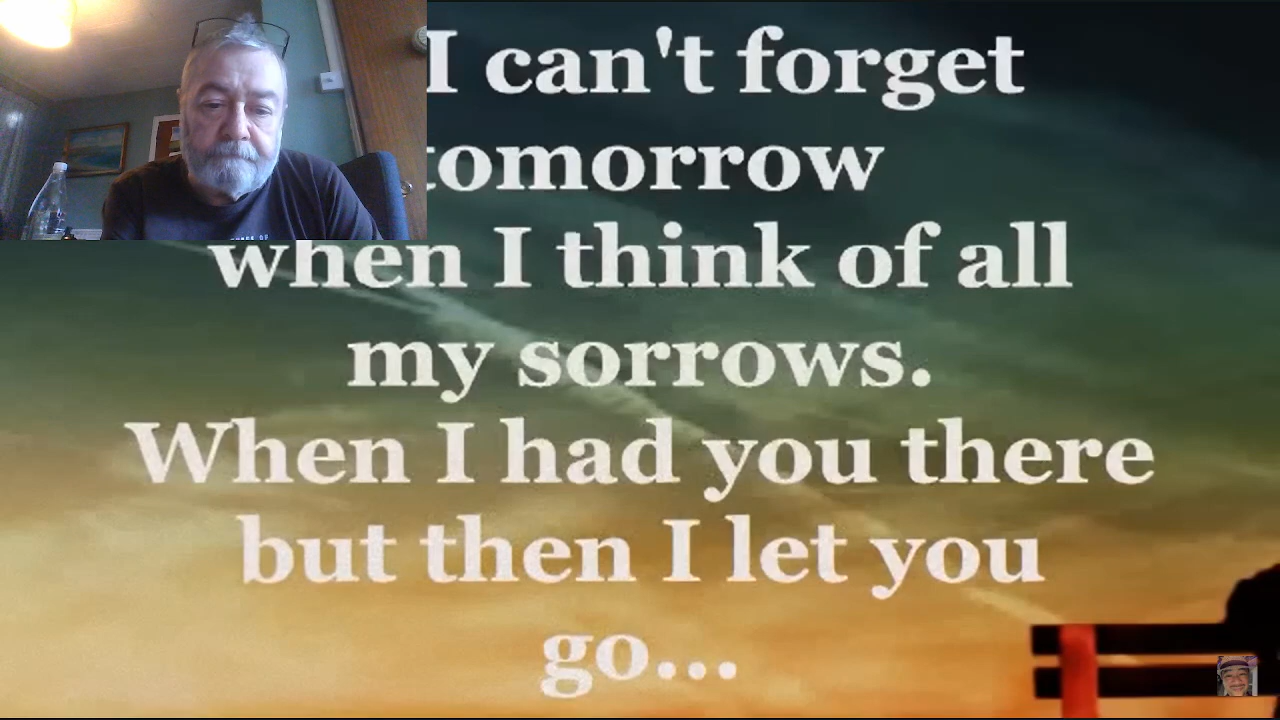 I can't forget
tomorrow
when I think of all
my sorrows.
When I had you there
but then I let you
go...